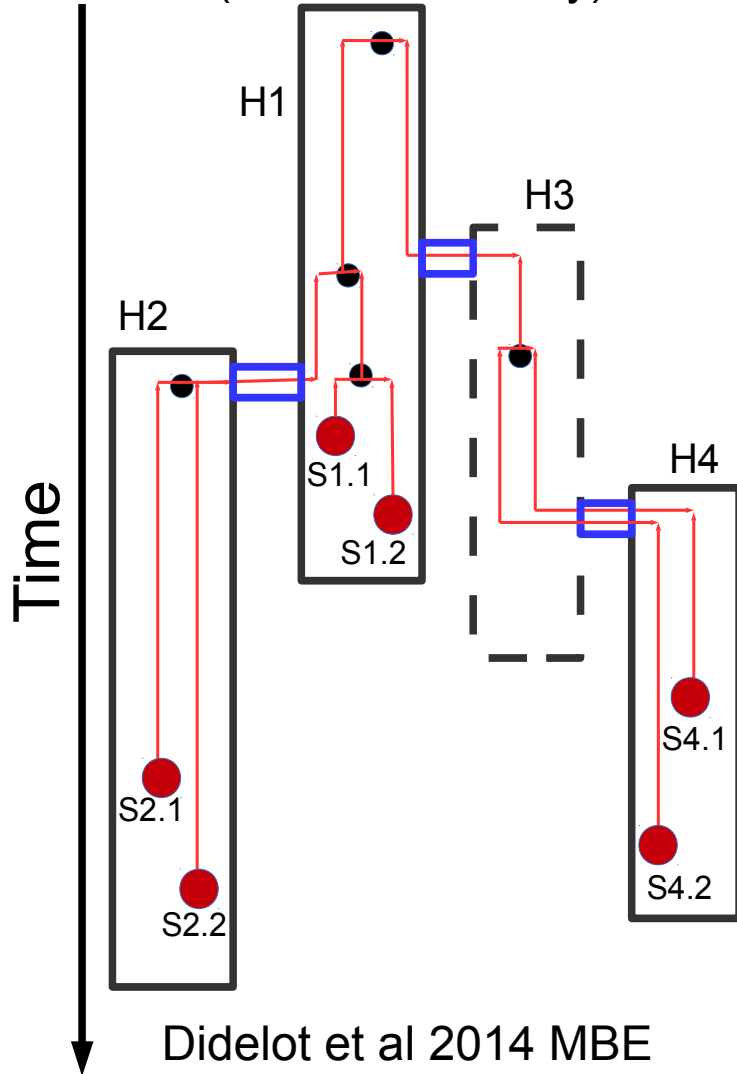 H1
H3
H2
S1.1
H4
S1.2
Time
S4.1
S2.1
S4.2
S2.2
Didelot et al 2014 MBE